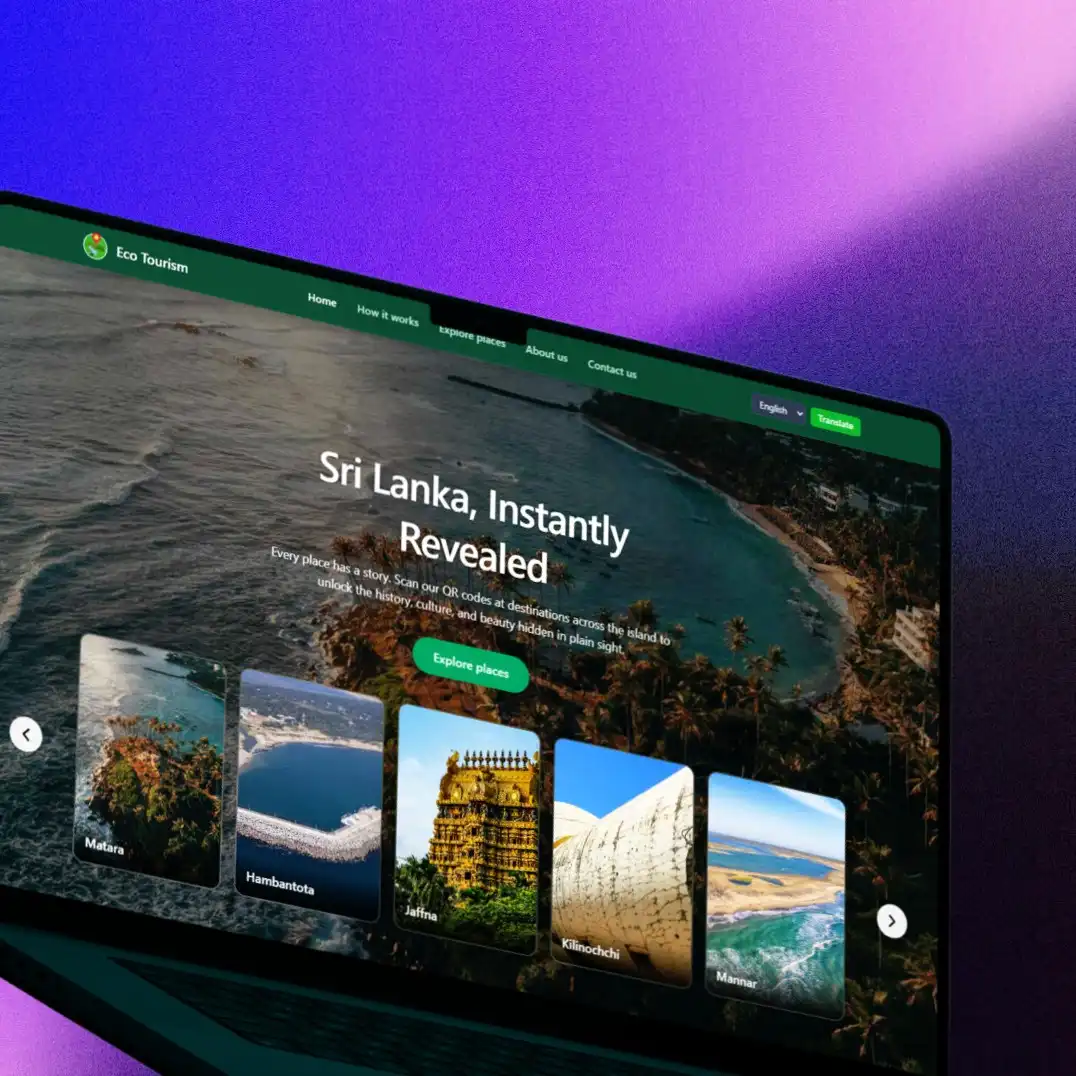 Eco Tourism
Home
How it works
Explore places
About us
Contact us
English
Translate
Sri Lanka, Instantly
Revealed
Every place has a story. Scan our QR codes at destinations across the island to
unlock the history, culture, and beauty hidden in plain sight.
Explore places
Matara
Hambantota
Jaffna
Kilinochchi
Mannar